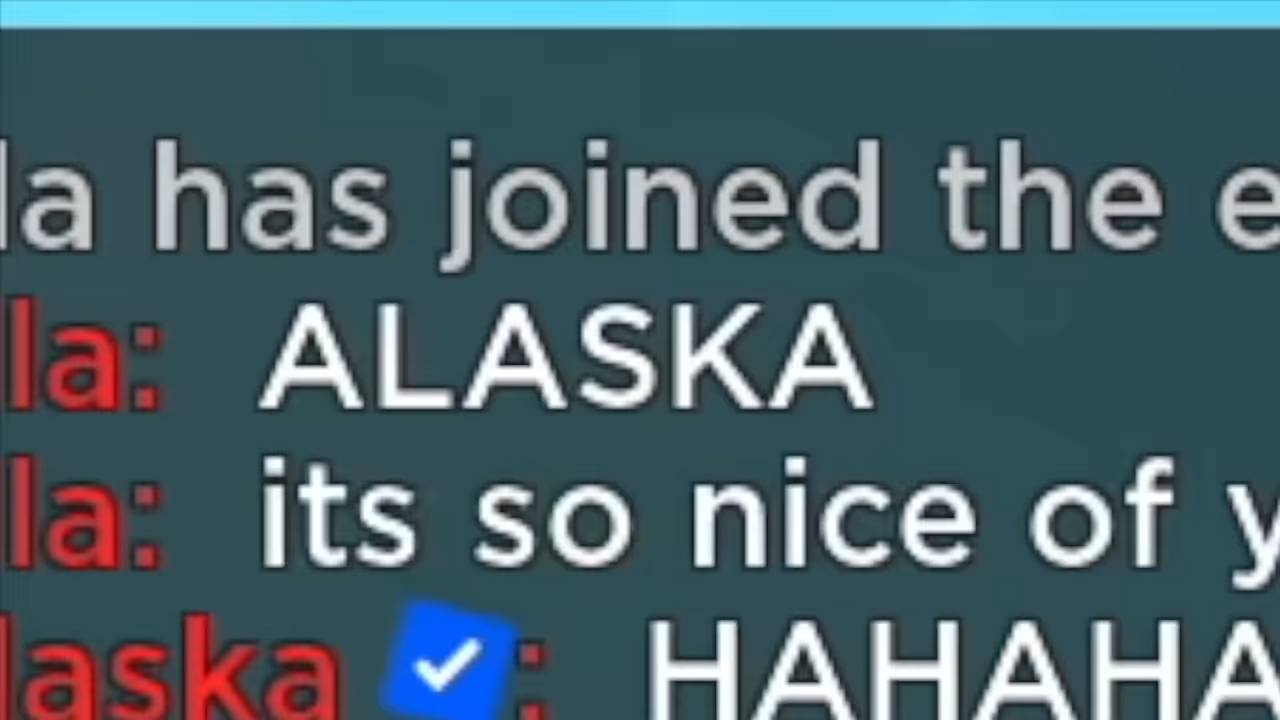 la has joined the e
la: ALASKA
la: its so nice of y
laska : HAHAHA